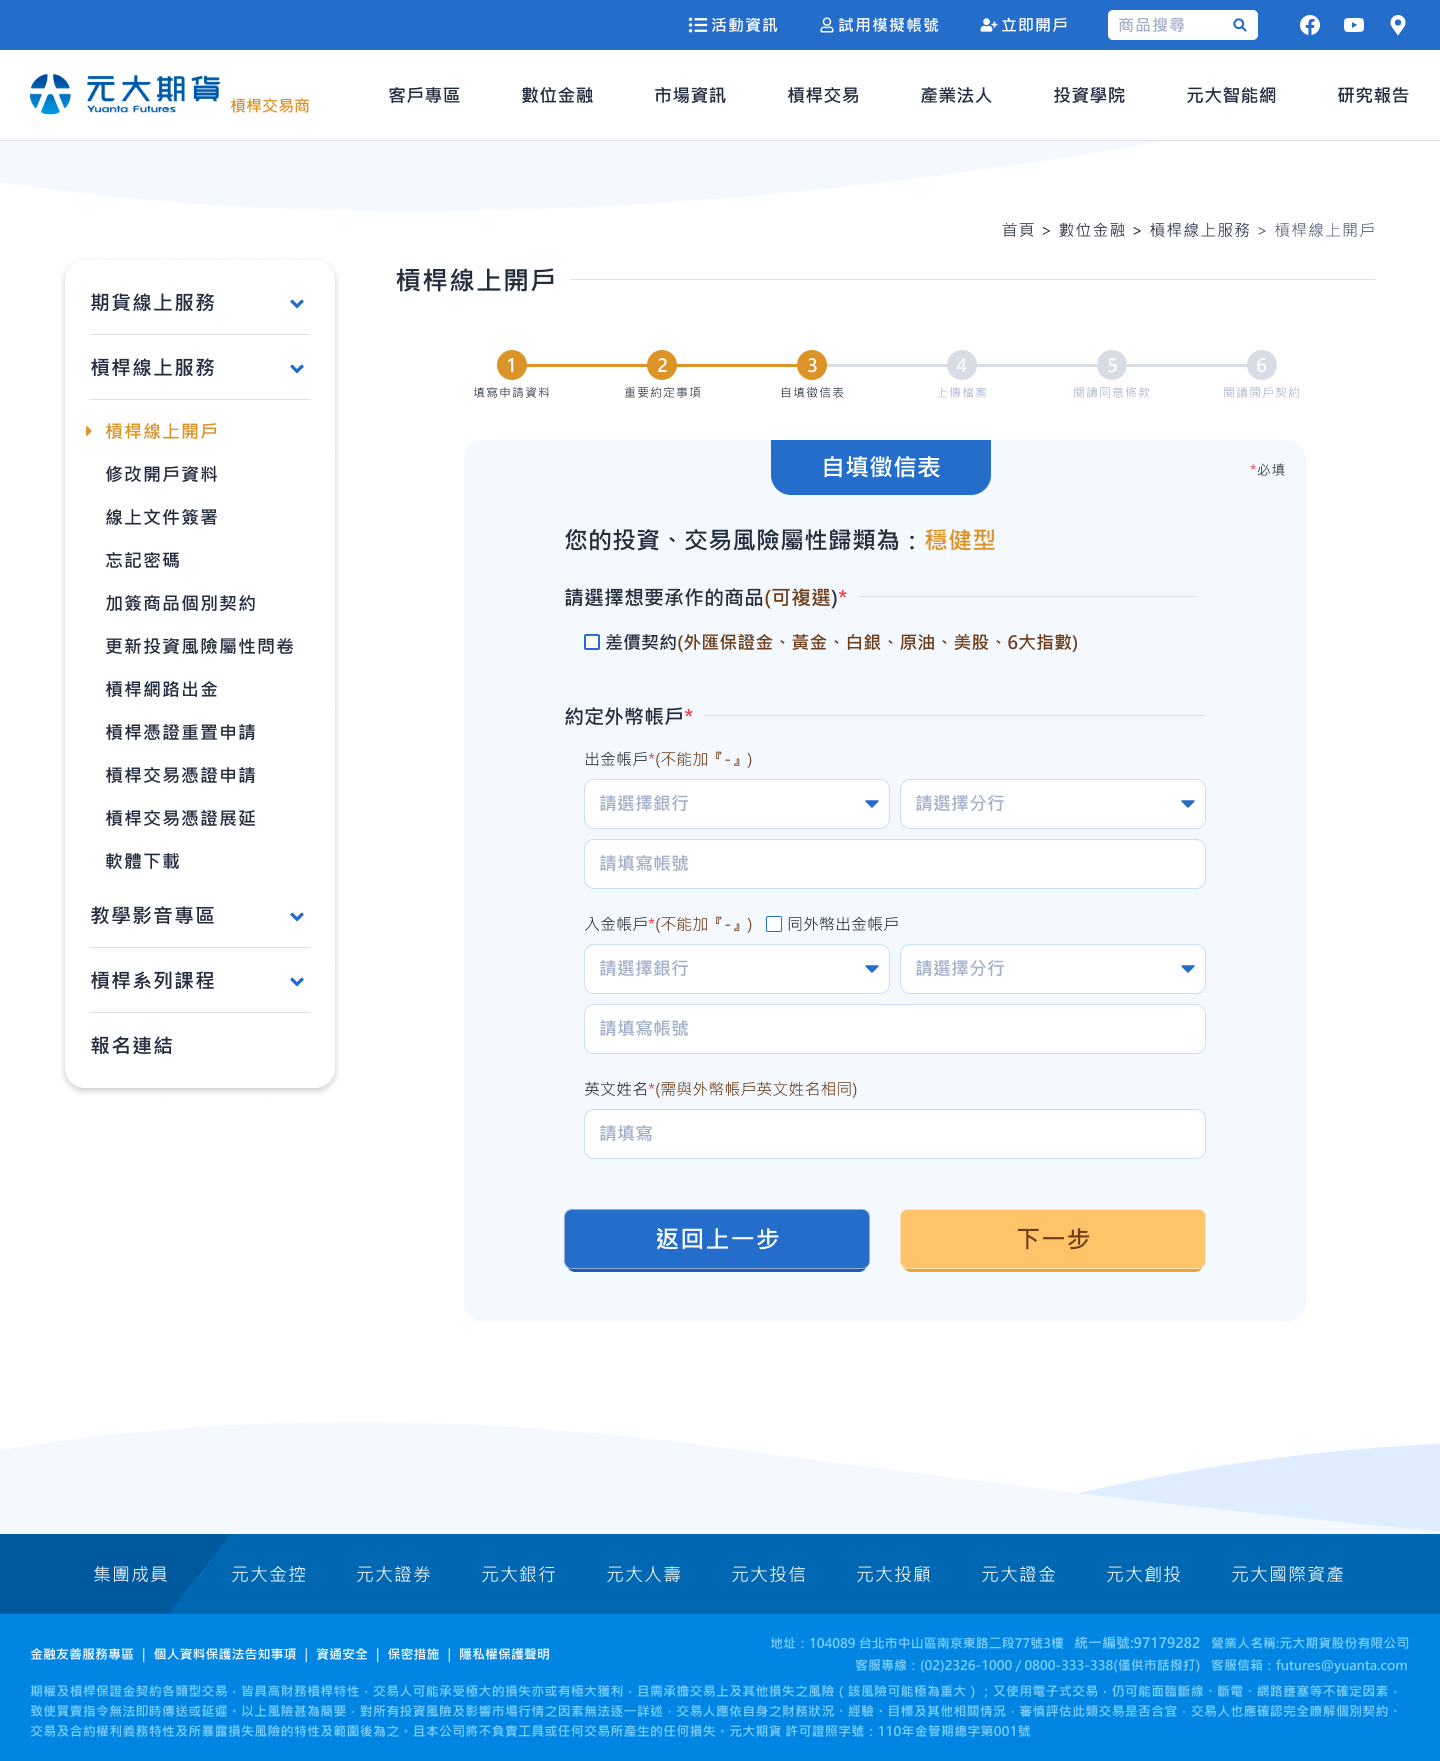 活動資訊 試用模擬帳號 立即開戶 商品搜尋
元大期貨 Yuanta Futures 槓桿交易商
客戶專區 數位金融 市場資訊 槓桿交易 產業法人 投資學院 元大智能網 研究報告
首頁 > 數位金融 > 槓桿線上服務 > 槓桿線上開戶
期貨線上服務
槓桿線上服務
槓桿線上開戶
修改開戶資料
線上文件簽署
忘記密碼
加簽商品個別契約
更新投資風險屬性問卷
槓桿網路出金
槓桿憑證重置申請
槓桿交易憑證申請
槓桿交易憑證展延
軟體下載
教學影音專區
槓桿系列課程
報名連結
槓桿線上開戶
1 2 3 4 5 6
填寫申請資料 重要約定事項 自填徵信表 上傳檔案 閱讀同意條款 閱讀開戶契約
自填徵信表
*必填
您的投資、交易風險屬性歸類為：穩健型
請選擇想要承作的商品(可複選)*
差價契約(外匯保證金、黃金、白銀、原油、美股、6大指數)
約定外幣帳戶*
出金帳戶*(不能加『-』)
請選擇銀行 請選擇分行
請填寫帳號
入金帳戶*(不能加『-』) 同外幣出金帳戶
請選擇銀行 請選擇分行
請填寫帳號
英文姓名*(需與外幣帳戶英文姓名相同)
請填寫
返回上一步 下一步
集團成員 元大金控 元大證券 元大銀行 元大人壽 元大投信 元大投顧 元大證金 元大創投 元大國際資產
金融友善服務專區 | 個人資料保護法告知事項 | 資通安全 | 保密措施 | 隱私權保護聲明
地址：104089 台北市中山區南京東路二段77號3樓 統一編號:97179282 營業人名稱:元大期貨股份有限公司
客服專線：(02)2326-1000 / 0800-333-338(僅供市話撥打) 客服信箱：futures@yuanta.com
期權及槓桿保證金契約各類型交易，皆具高財務槓桿特性，交易人可能承受極大的損失亦或有極大獲利，且需承擔交易上及其他損失之風險（該風險可能極為重大）；又使用電子式交易，仍可能面臨斷線、斷電、網路壅塞等不確定因素，
致使買賣指令無法即時傳送或延遲。以上風險甚為簡要，對所有投資風險及影響市場行情之因素無法逐一詳述，交易人應依自身之財務狀況、經驗、目標及其他相關情況，審慎評估此類交易是否合宜，交易人也應確認完全瞭解個別契約、
交易及合約權利義務特性及所暴露損失風險的特性及範圍後為之。且本公司將不負責工具或任何交易所產生的任何損失。元大期貨 許可證照字號：110年金管期總字第001號